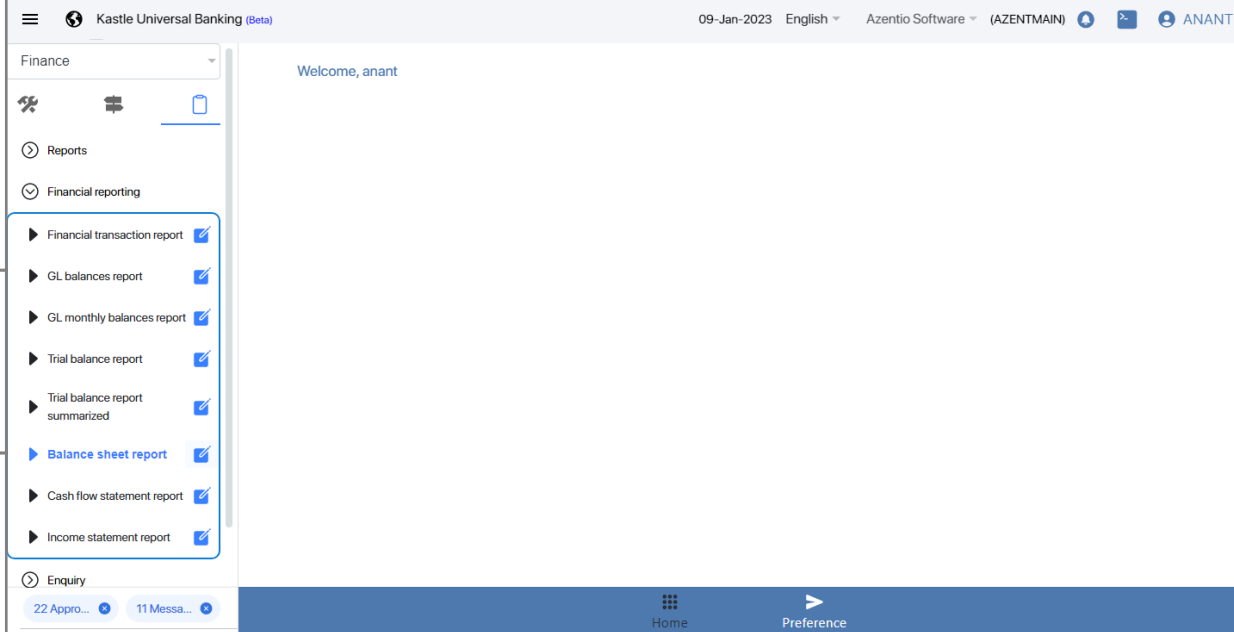 Kastle Universal Banking (Beta)
09-Jan-2023 English Azentio Software (AZENTMAIN) ANANT
Finance
Welcome, anant
Reports
Financial reporting
Financial transaction report
GL balances report
GL monthly balances report
Trial balance report
Trial balance report
summarized
Balance sheet report
Cash flow statement report
Income statement report
Enquiry
22 Appro... 11 Messa...
Home Preference